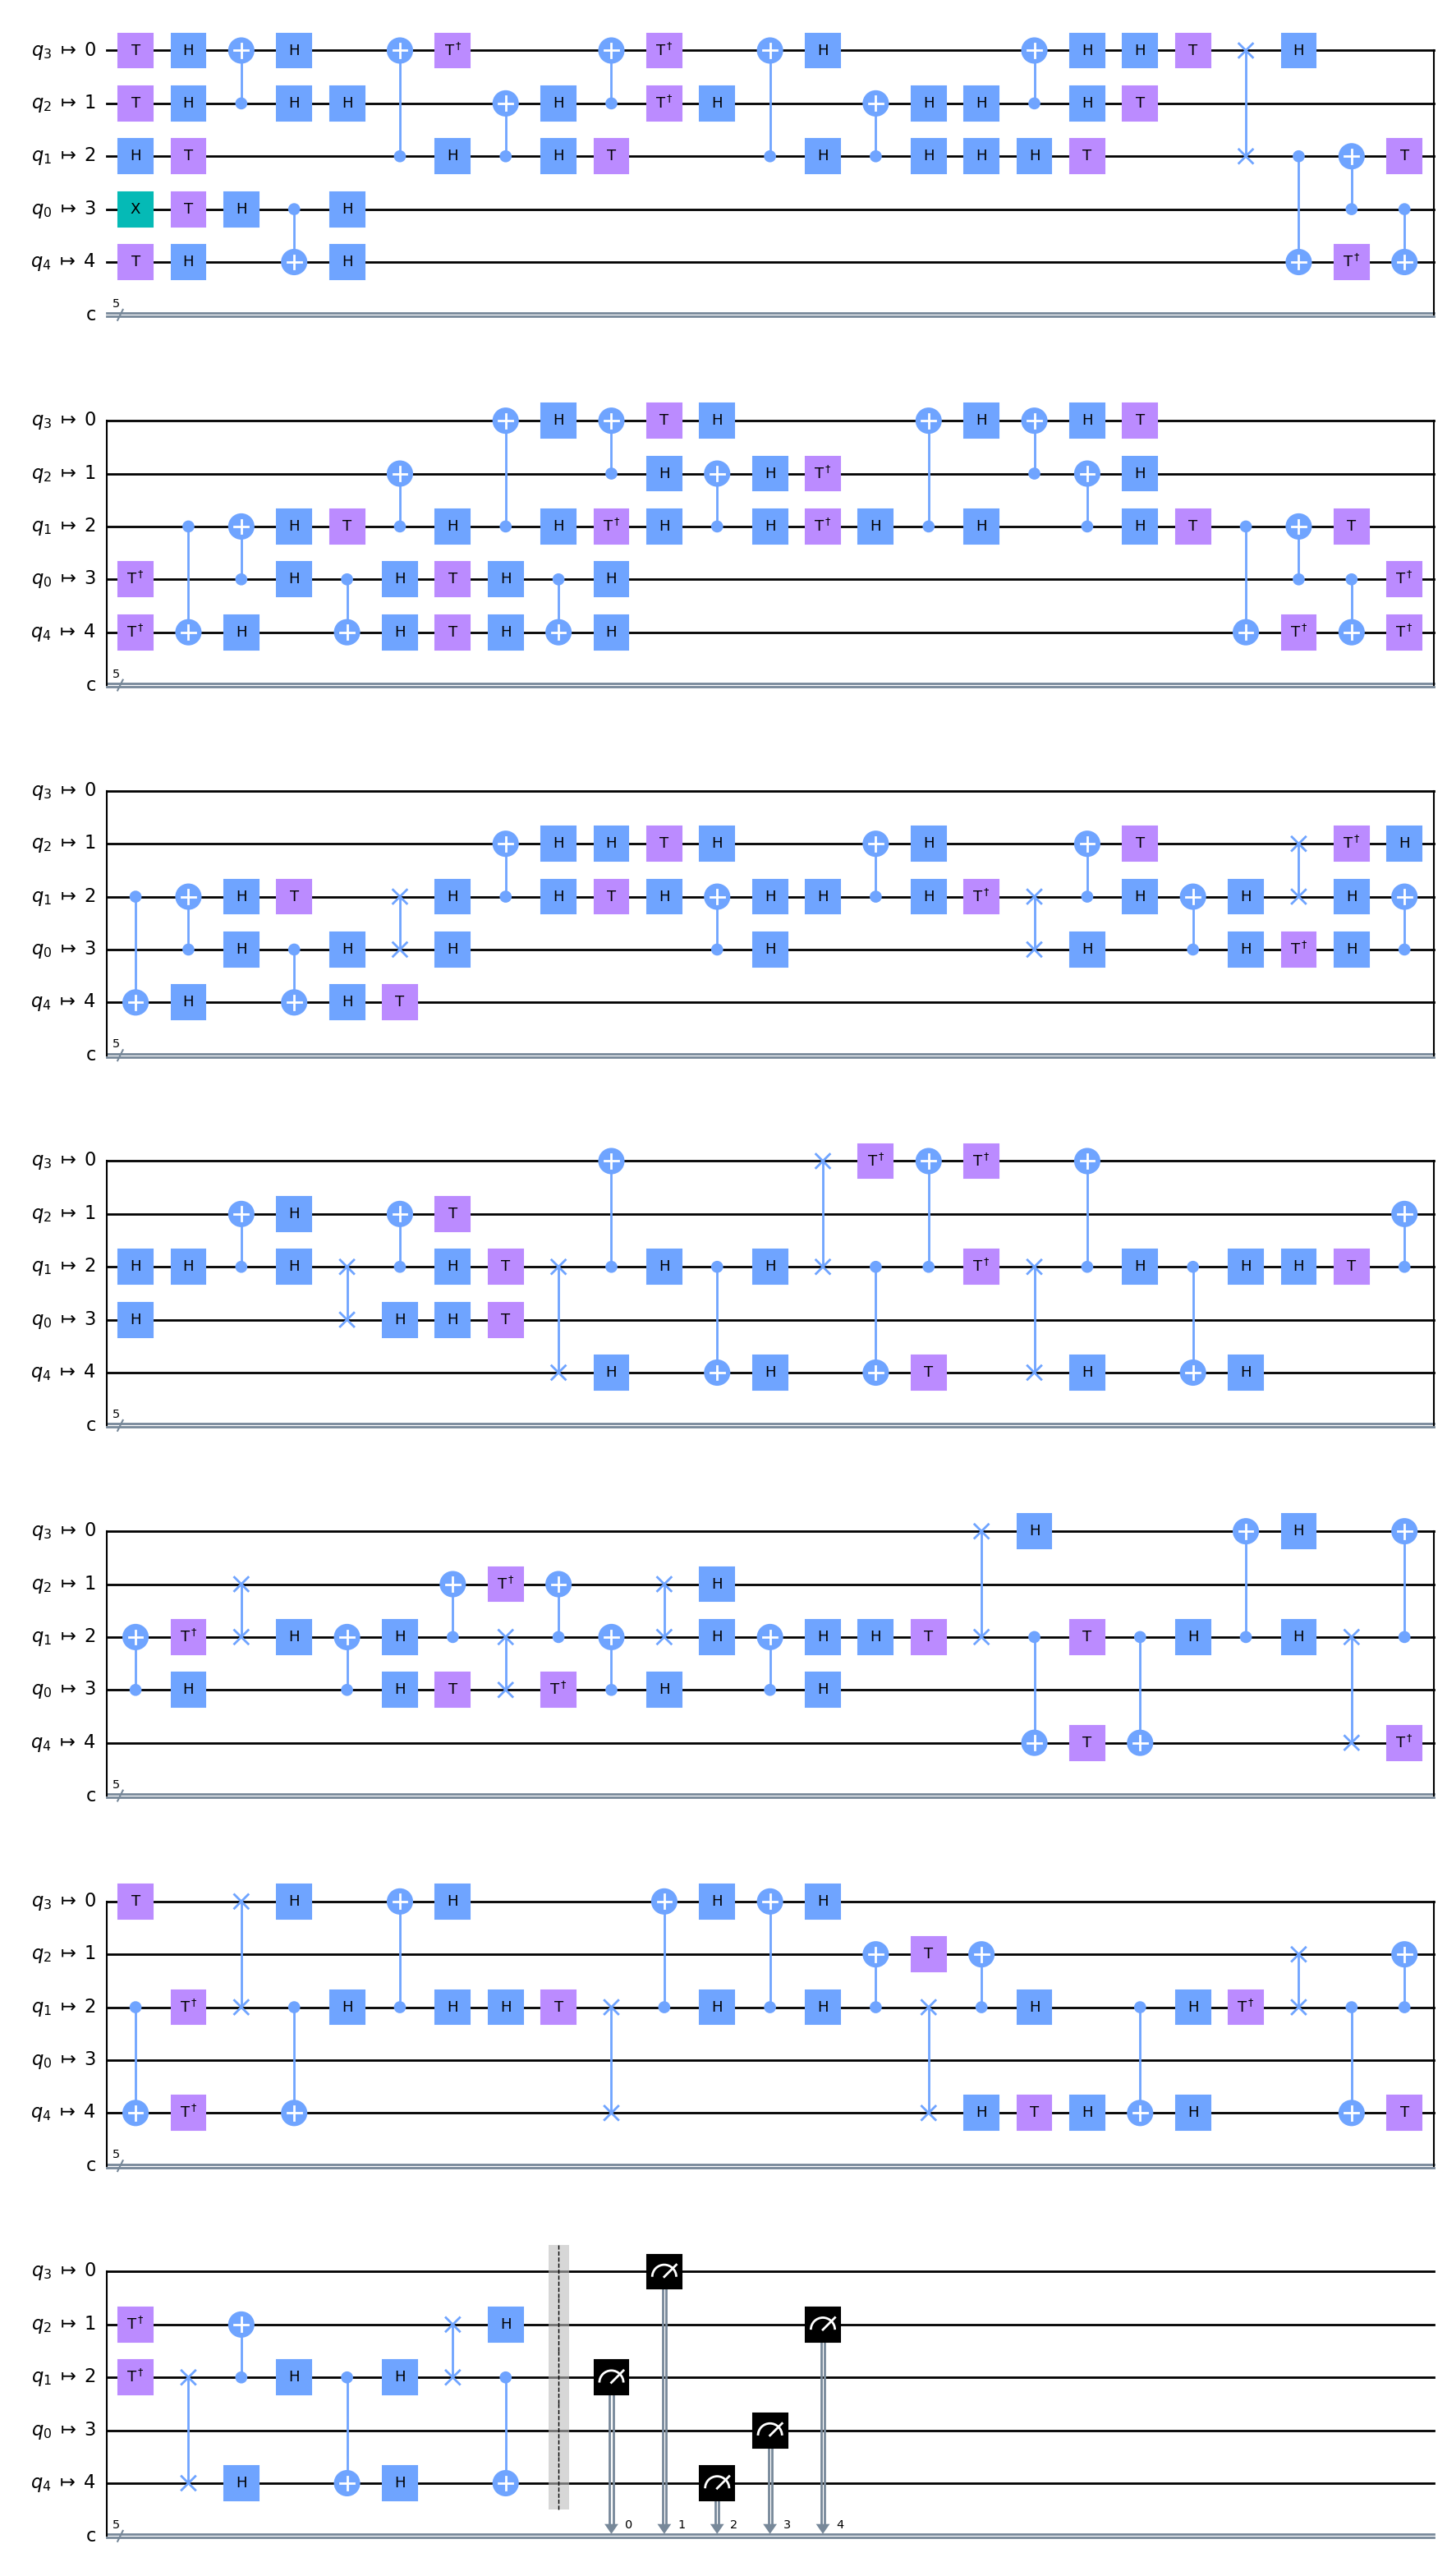 q3 ↦ 0 T H H T† T† H H H T H
q2 ↦ 1 T H H H H T† H H H H T
q1 ↦ 2 H T H H T H H H H T T
q0 ↦ 3 X T H H
q4 ↦ 4 T H H T†
c 5
q3 ↦ 0 H T H H H T
q2 ↦ 1 H H T† H
q1 ↦ 2 H T H H T† H H T† H H H T T
q0 ↦ 3 T† H H T H H T†
q4 ↦ 4 T† H H T H H T† T†
c 5
q3 ↦ 0
q2 ↦ 1 H H T H H T T† H
q1 ↦ 2 H T H H T H H H H T† H H H
q0 ↦ 3 H H H H H H T† H
q4 ↦ 4 H H T
c 5
q3 ↦ 0 T† T†
q2 ↦ 1 H T
q1 ↦ 2 H H H H T H H T† H H H T
q0 ↦ 3 H H H T
q4 ↦ 4 H H T H H
c 5
q3 ↦ 0 H H
q2 ↦ 1 T† H
q1 ↦ 2 T† H H H H H T T H H
q0 ↦ 3 H H T T† H H
q4 ↦ 4 T T†
c 5
q3 ↦ 0 T H H H H
q2 ↦ 1 T
q1 ↦ 2 T† H H H T H H H H T†
q0 ↦ 3
q4 ↦ 4 T† H T H H T
c 5
q3 ↦ 0
q2 ↦ 1 T† H
q1 ↦ 2 T† H H
q0 ↦ 3
q4 ↦ 4 H H
c 5 0 1 2 3 4